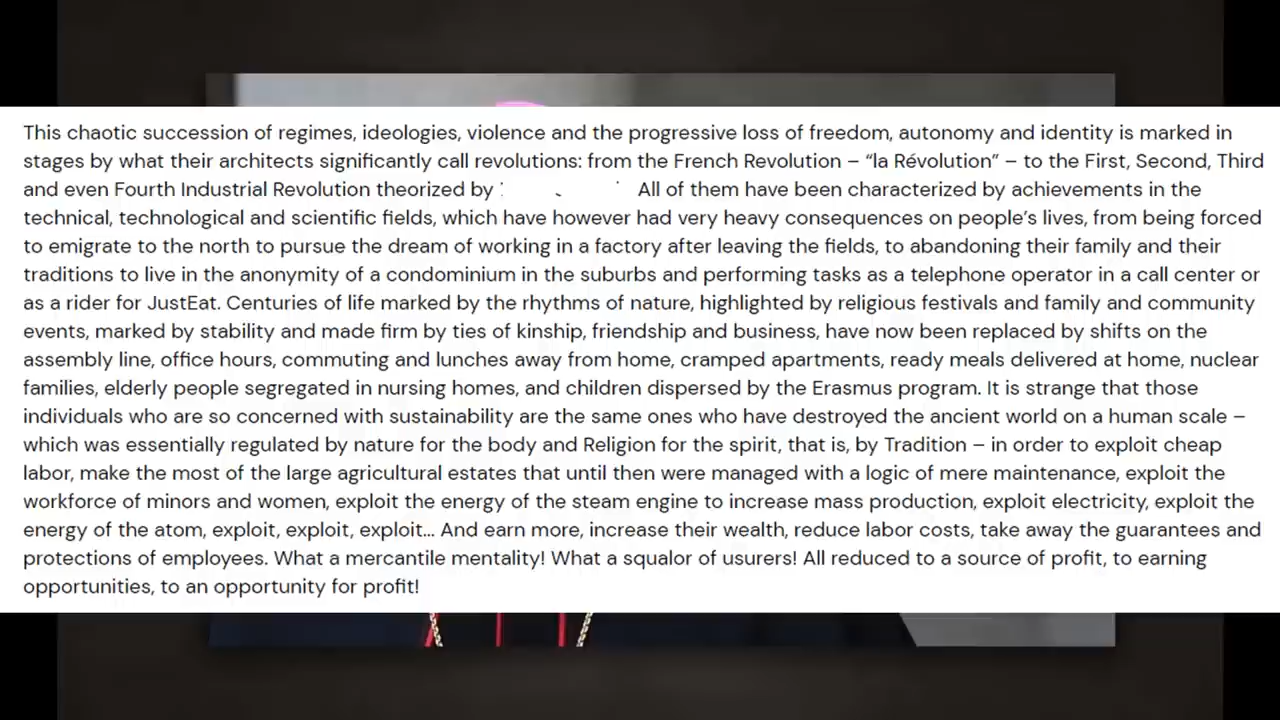 This chaotic succession of regimes, ideologies, violence and the progressive loss of freedom, autonomy and identity is marked in
stages by what their architects significantly call revolutions: from the French Revolution – “la Révolution” – to the First, Second, Third
and even Fourth Industrial Revolution theorized by All of them have been characterized by achievements in the
technical, technological and scientific fields, which have however had very heavy consequences on people’s lives, from being forced
to emigrate to the north to pursue the dream of working in a factory after leaving the fields, to abandoning their family and their
traditions to live in the anonymity of a condominium in the suburbs and performing tasks as a telephone operator in a call center or
as a rider for JustEat. Centuries of life marked by the rhythms of nature, highlighted by religious festivals and family and community
events, marked by stability and made firm by ties of kinship, friendship and business, have now been replaced by shifts on the
assembly line, office hours, commuting and lunches away from home, cramped apartments, ready meals delivered at home, nuclear
families, elderly people segregated in nursing homes, and children dispersed by the Erasmus program. It is strange that those
individuals who are so concerned with sustainability are the same ones who have destroyed the ancient world on a human scale –
which was essentially regulated by nature for the body and Religion for the spirit, that is, by Tradition – in order to exploit cheap
labor, make the most of the large agricultural estates that until then were managed with a logic of mere maintenance, exploit the
workforce of minors and women, exploit the energy of the steam engine to increase mass production, exploit electricity, exploit the
energy of the atom, exploit, exploit, exploit… And earn more, increase their wealth, reduce labor costs, take away the guarantees and
protections of employees. What a mercantile mentality! What a squalor of usurers! All reduced to a source of profit, to earning
opportunities, to an opportunity for profit!